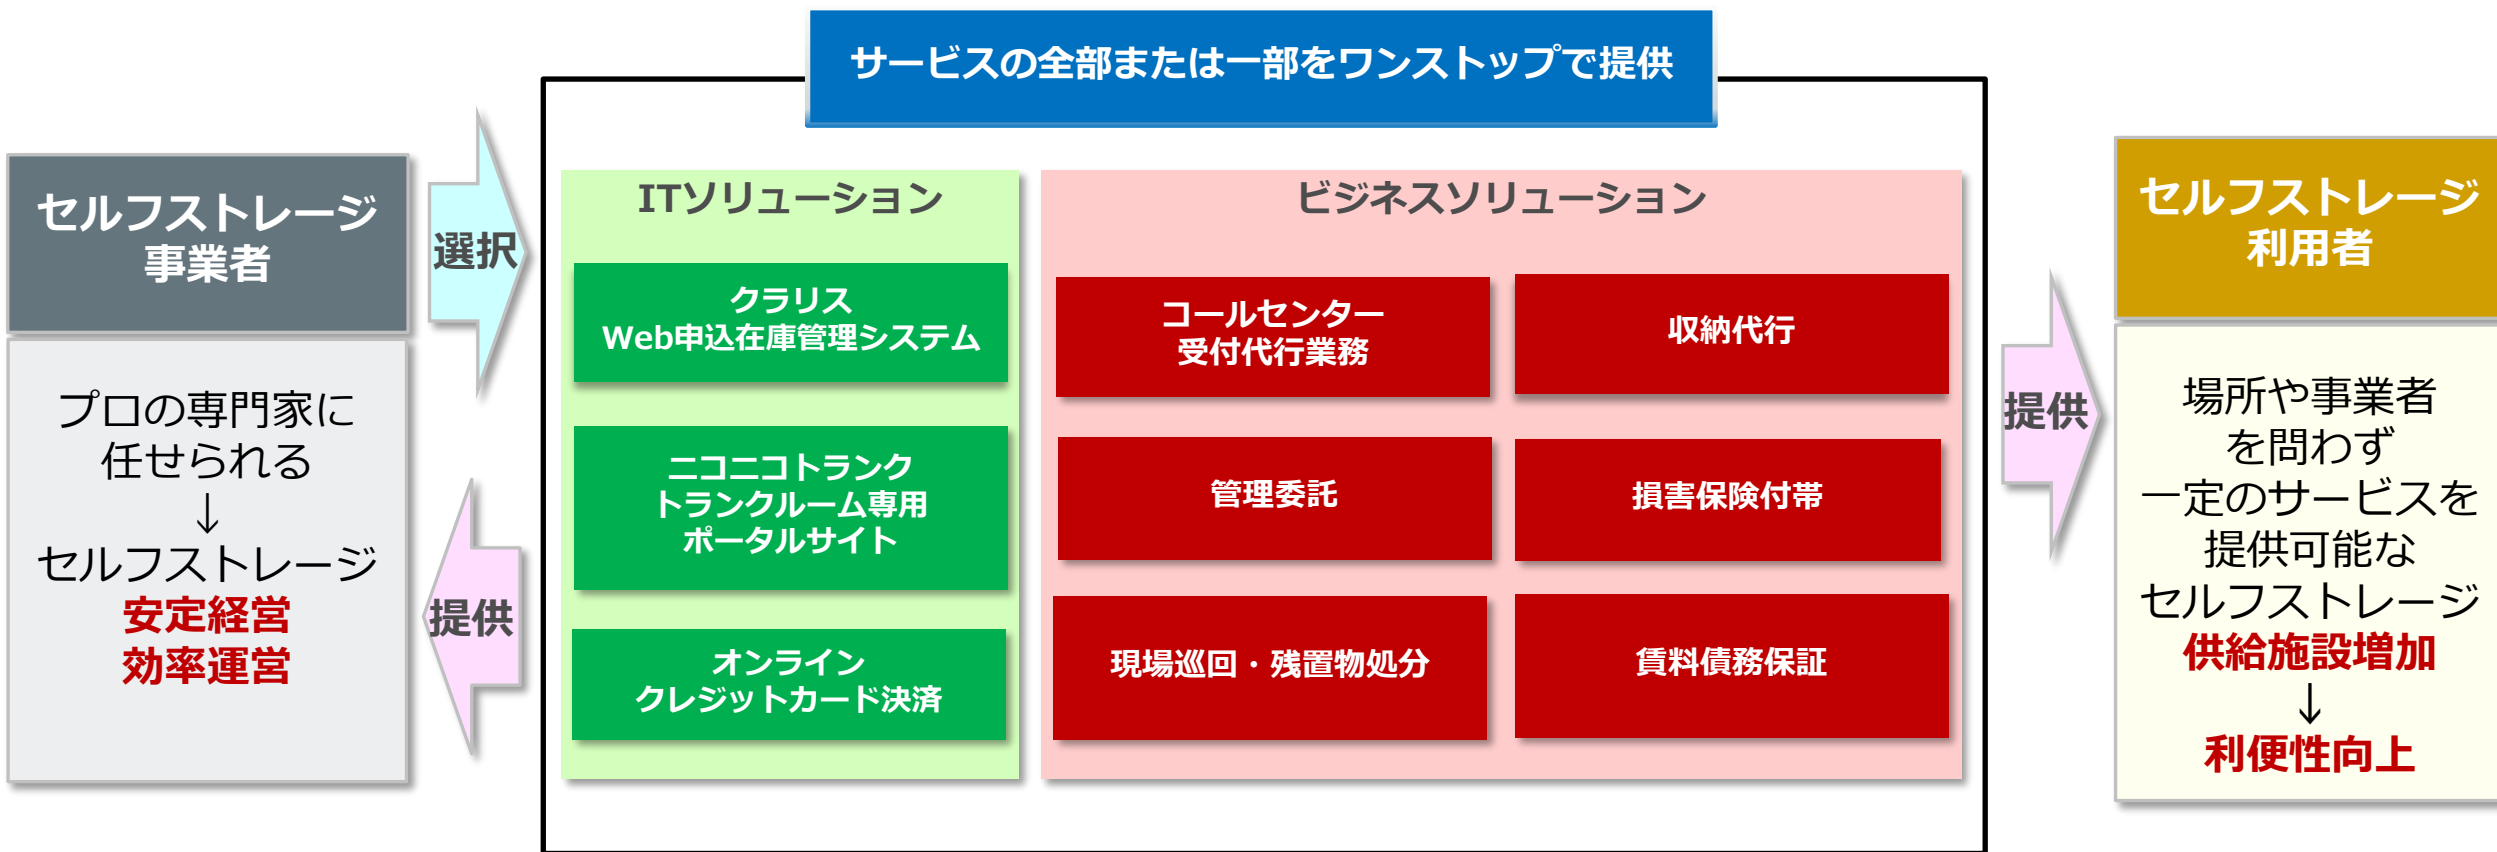 サービスの全部または一部をワンストップで提供
セルフストレージ
事業者
プロの専門家に
任せられる
↓
セルフストレージ
安定経営
効率運営
選択
提供
ITソリューション
クラリス
Web申込在庫管理システム
ニコニコトランク
トランクルーム専用
ポータルサイト
オンライン
クレジットカード決済
ビジネスソリューション
コールセンター
受付代行業務
収納代行
管理委託
損害保険付帯
現場巡回・残置物処分
賃料債務保証
提供
セルフストレージ
利用者
場所や事業者
を問わず
一定のサービスを
提供可能な
セルフストレージ
供給施設増加
↓
利便性向上